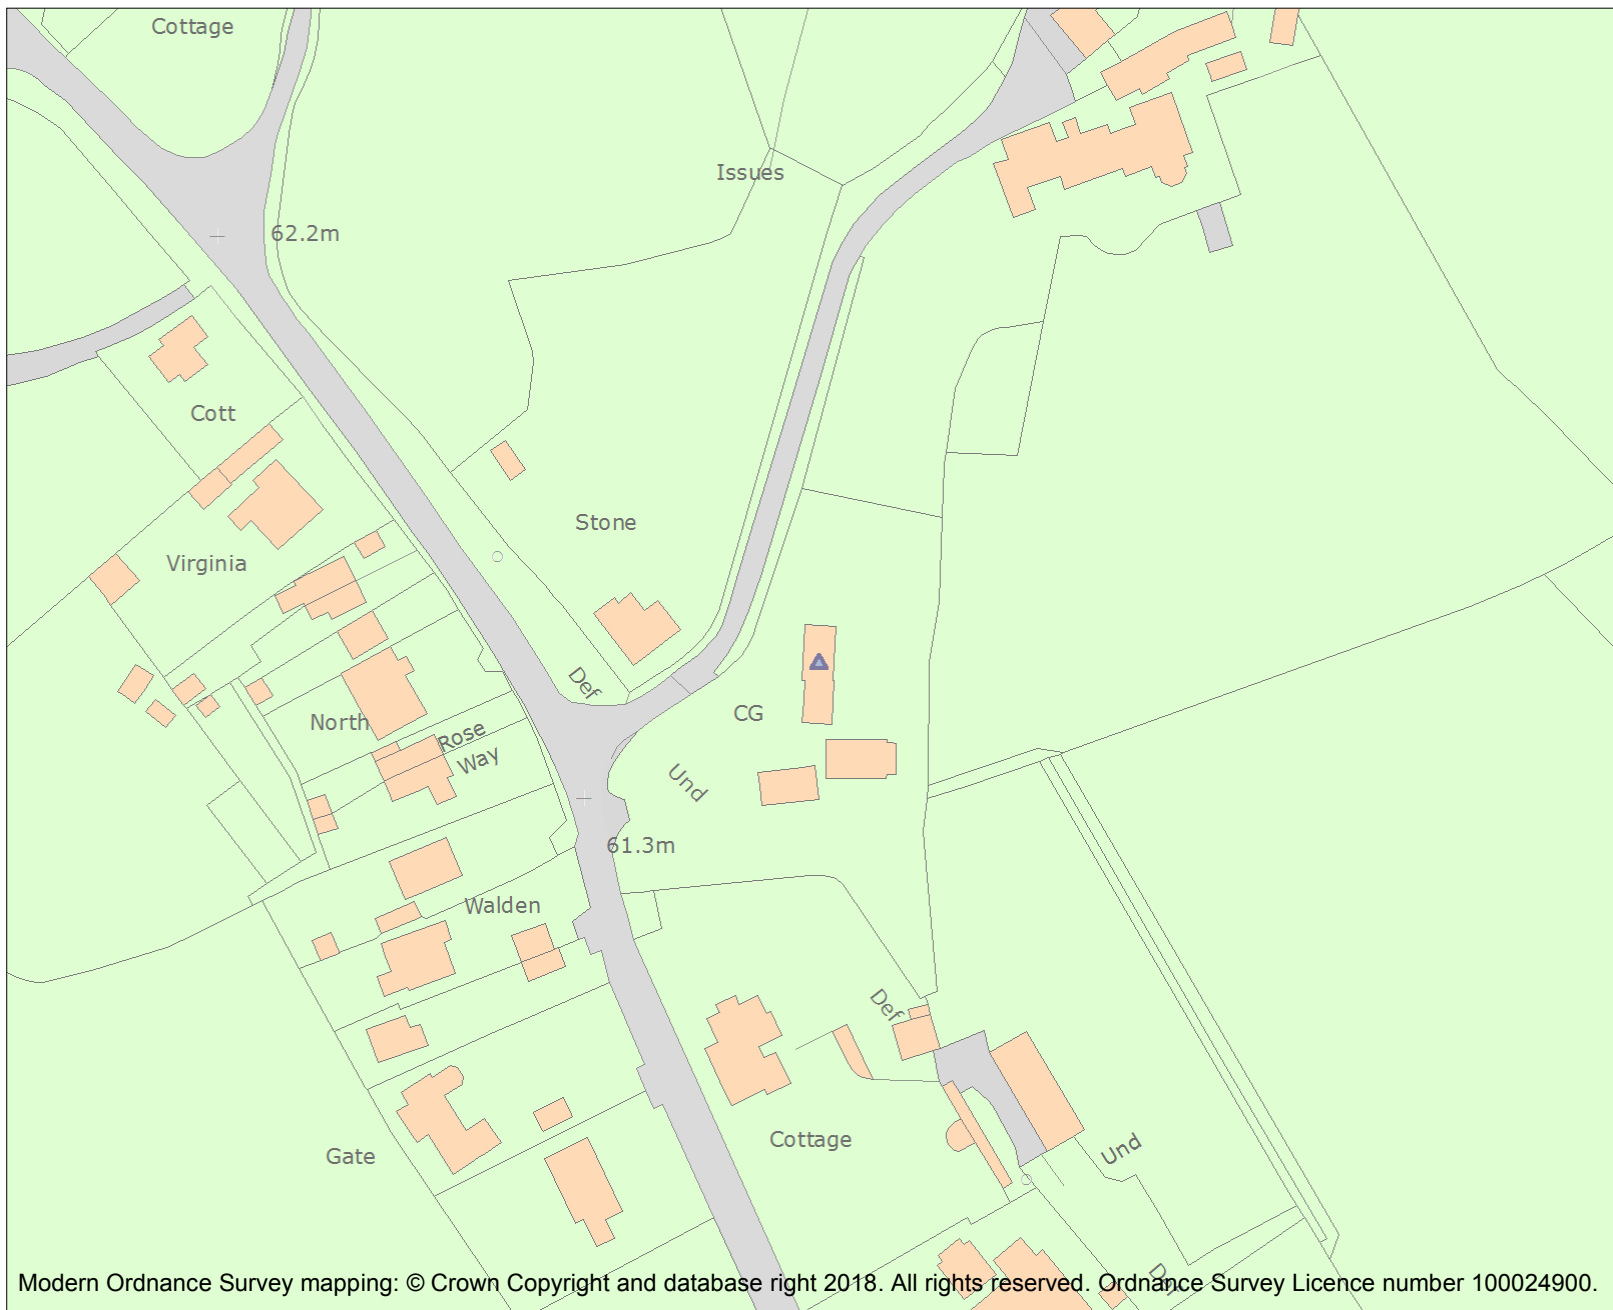 Cottage
Issues
62.2m
Cott
Stone
Virginia
Def
North
Rose
Way
CG
Und
61.3m
Walden
Def
Cottage
Und
Gate
Def
Modern Ordnance Survey mapping: © Crown Copyright and database right 2018. All rights reserved. Ordnance Survey Licence number 100024900.